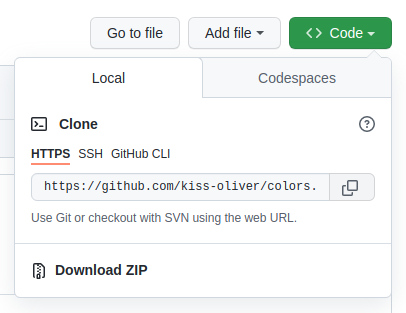 Go to file Add file <> Code
Local Codespaces
Clone
HTTPS SSH GitHub CLI
https://github.com/kiss-oliver/colors.
Use Git or checkout with SVN using the web URL.
Download ZIP